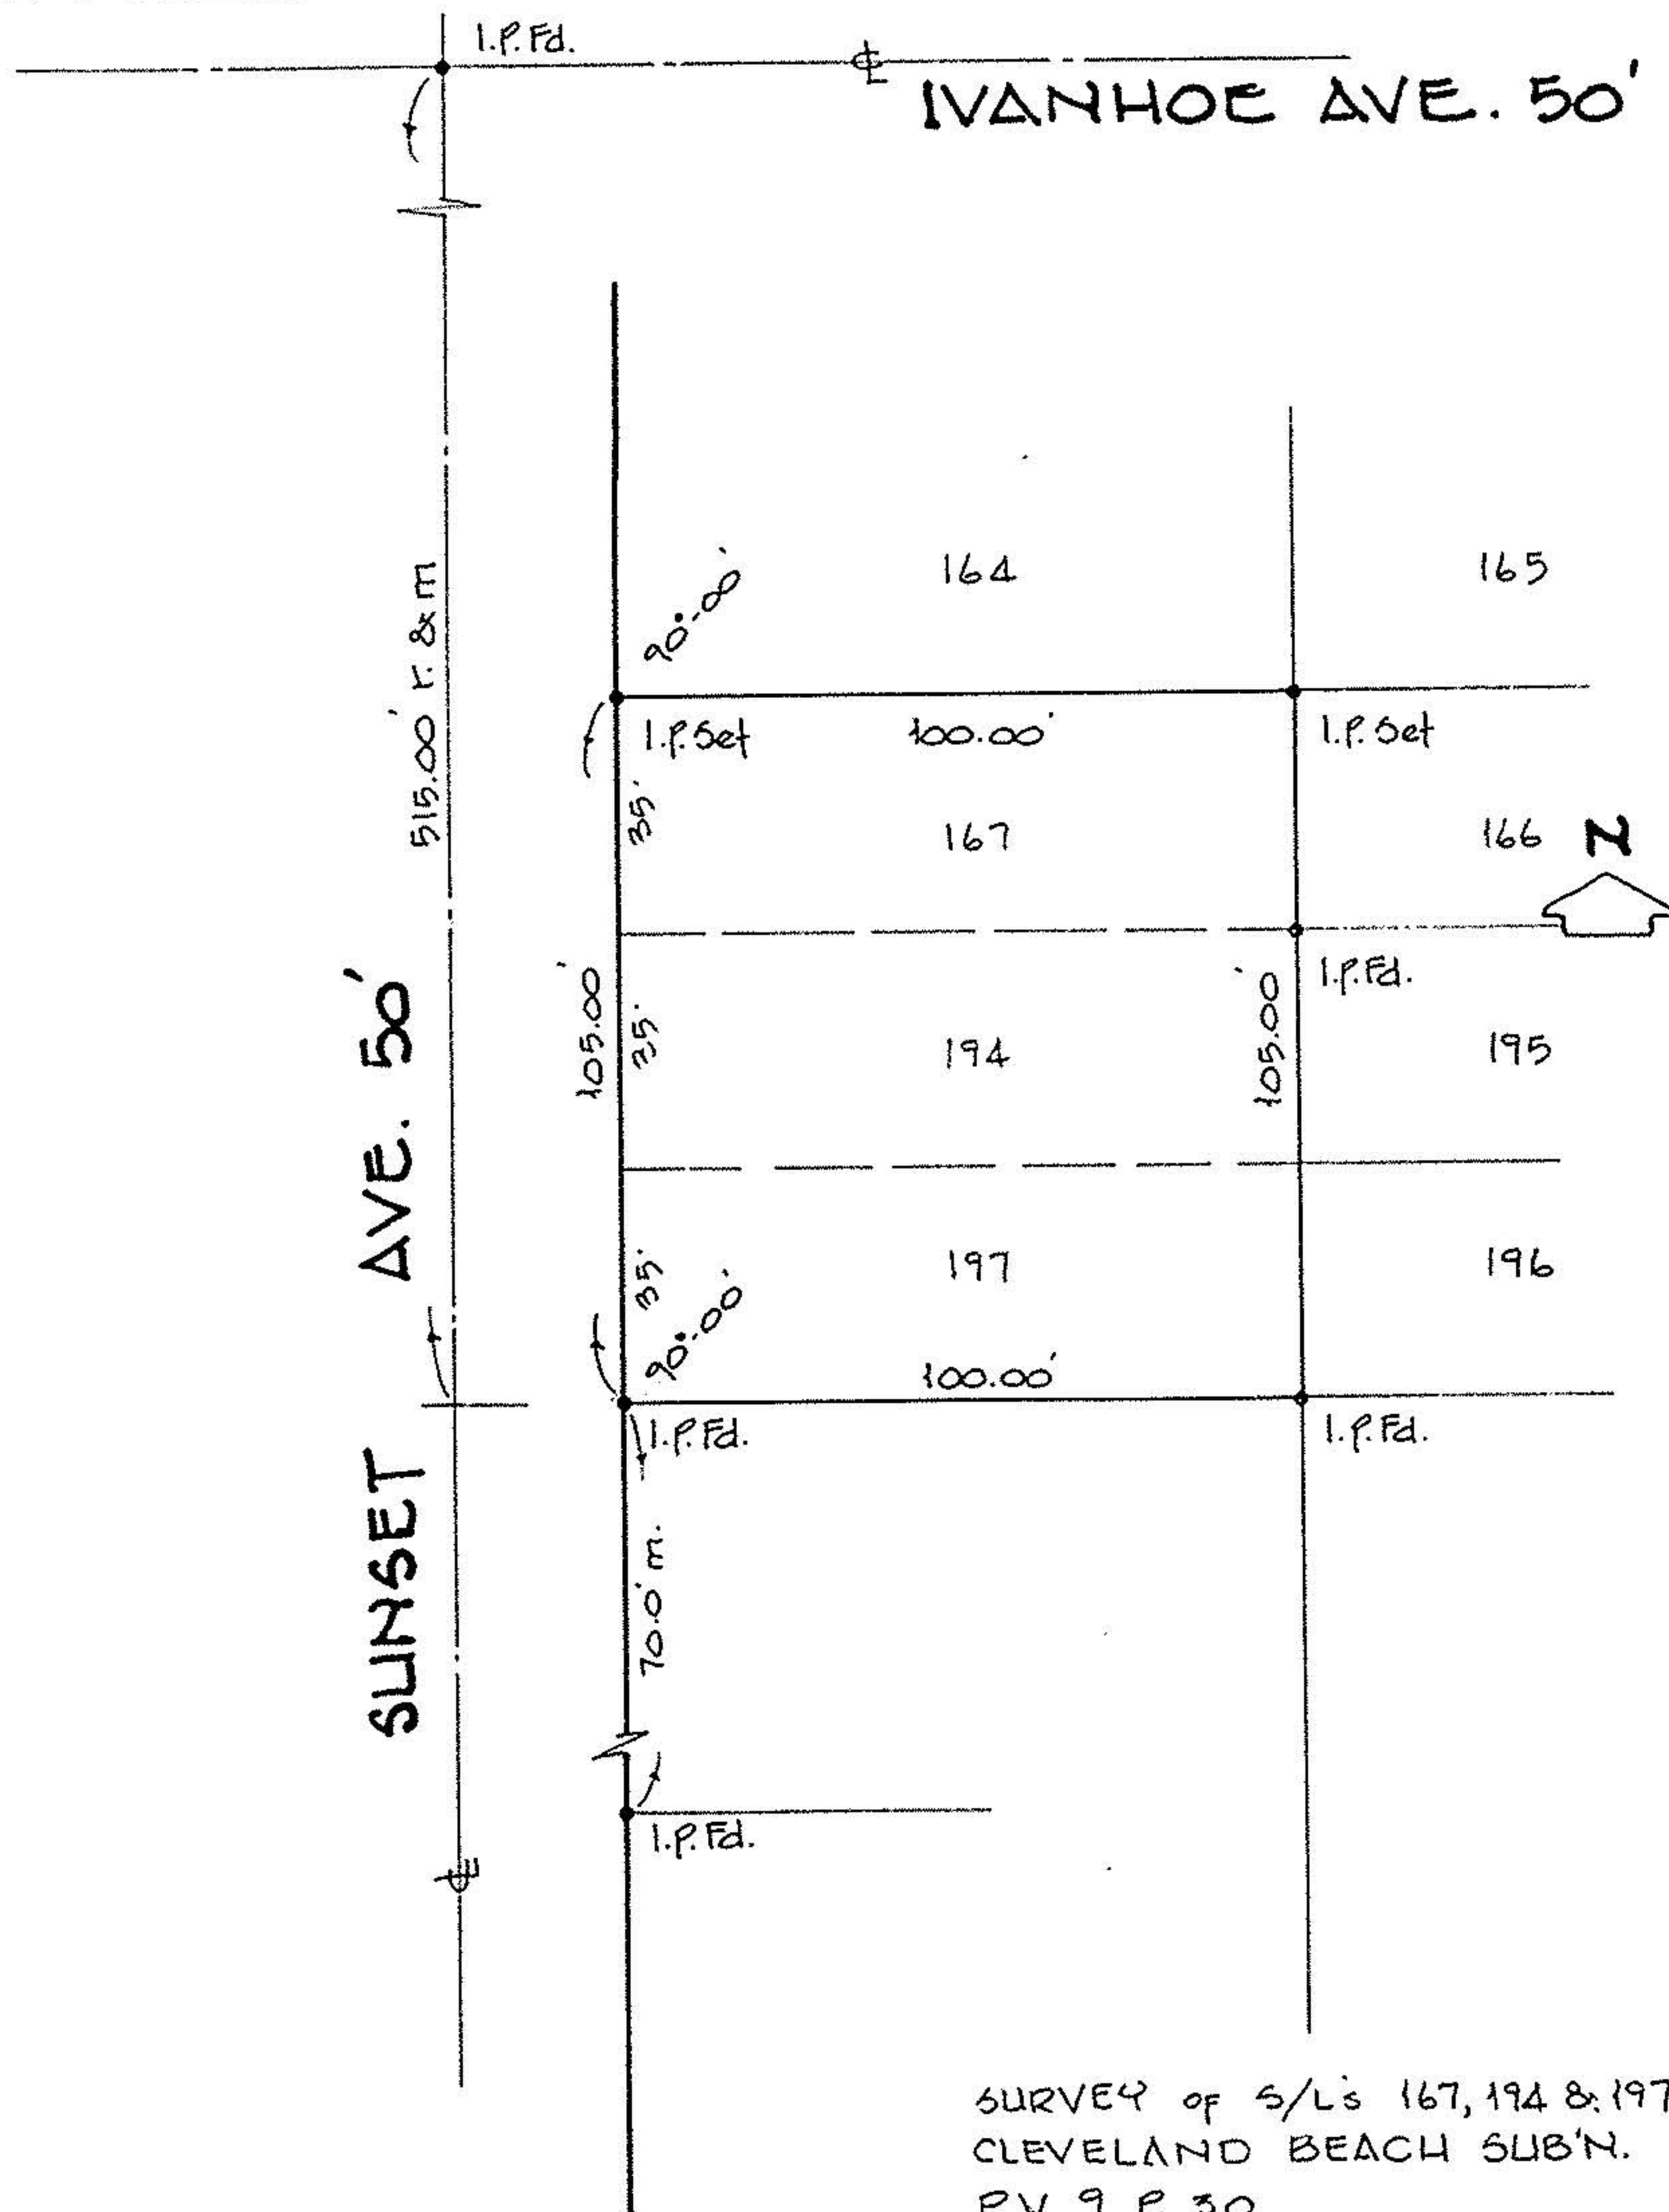 I.P. Fd.
℄
IVANHOE AVE. 50'
515.00' r. & m
164
165
90°-00'
I.P. Set
100.00'
I.P. Set
35'
167
166
N
I.P. Fd.
105.00'
35'
194
105.00'
195
35'
197
196
90°-00'
100.00'
I.P. Fd.
I.P. Fd.
SUNSET AVE. 50'
70.0' m.
I.P. Fd.
℄
SURVEY of S/L's 167, 194 & 197
CLEVELAND BEACH SUB'N.
P.V. 9 P. 30